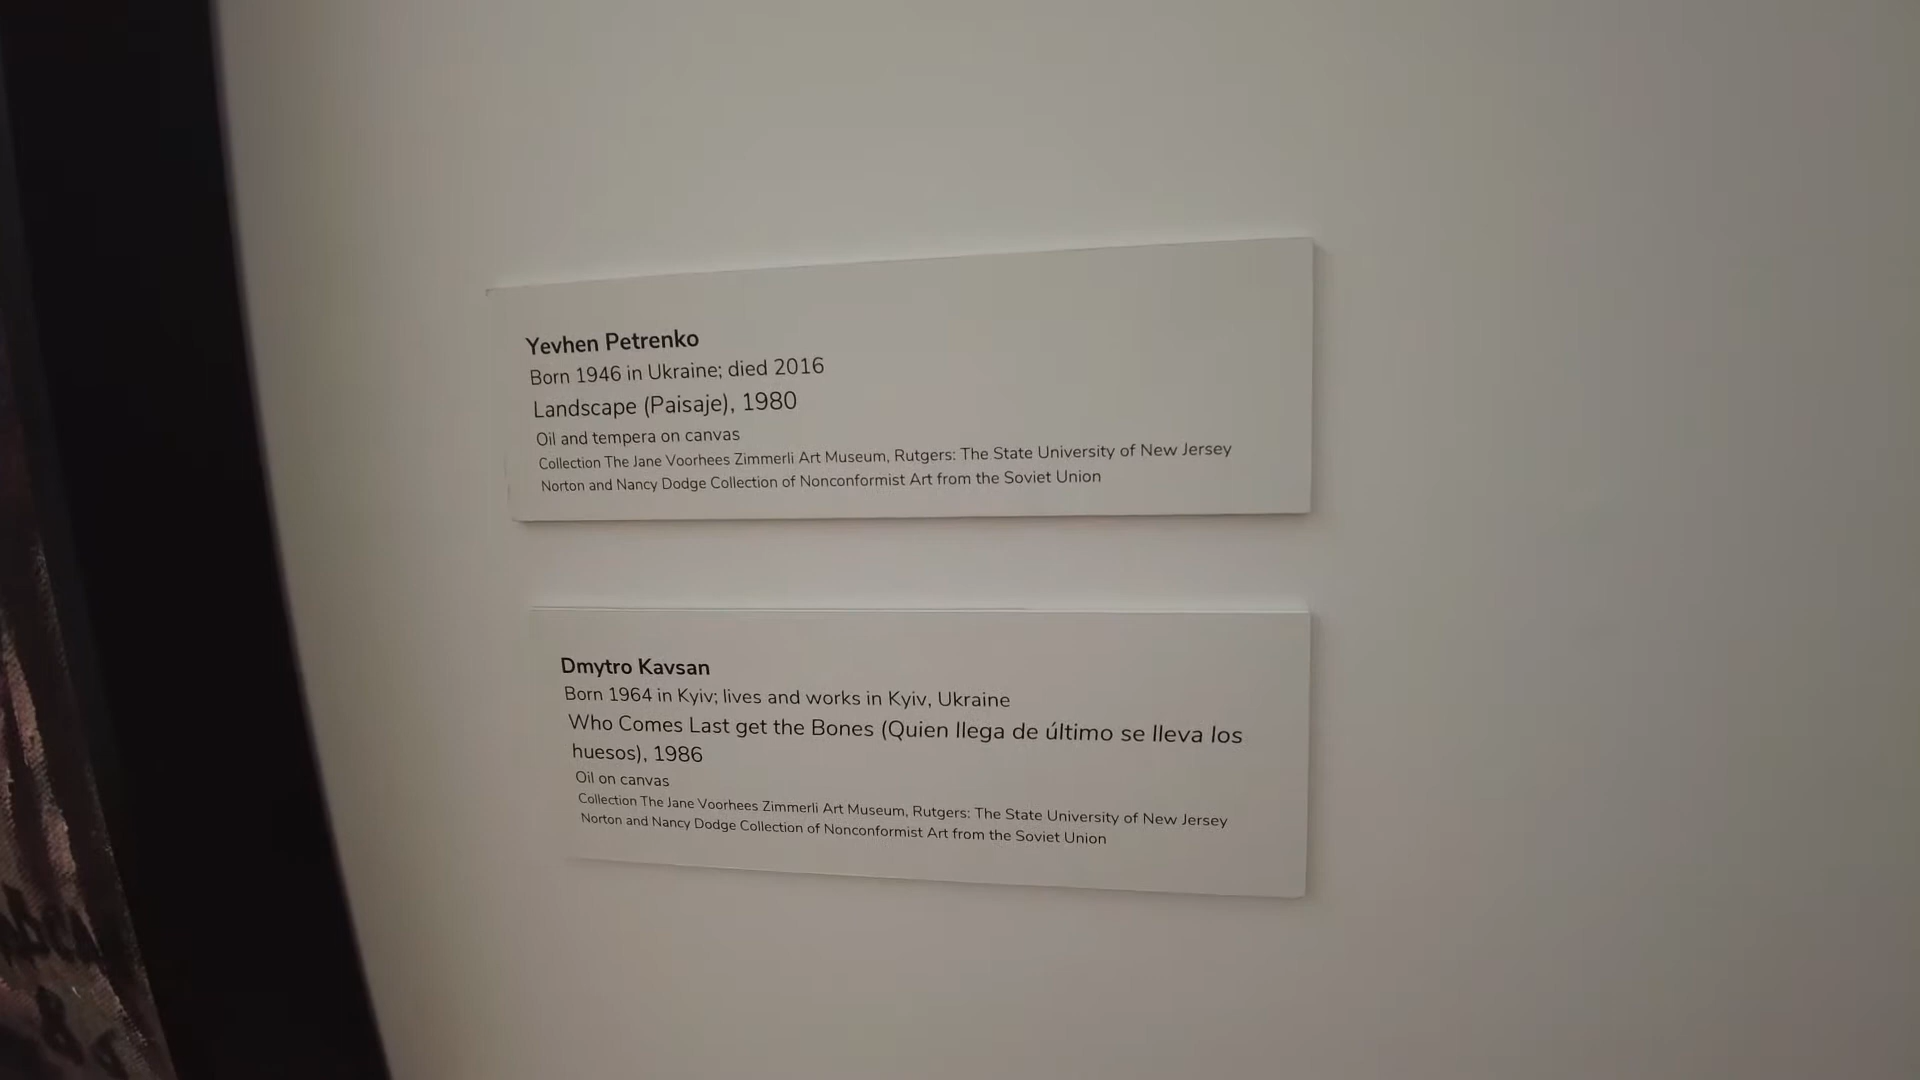 Yevhen Petrenko
Born 1946 in Ukraine; died 2016
Landscape (Paisaje), 1980
Oil and tempera on canvas
Collection The Jane Voorhees Zimmerli Art Museum, Rutgers: The State University of New Jersey
Norton and Nancy Dodge Collection of Nonconformist Art from the Soviet Union
Dmytro Kavsan
Born 1964 in Kyiv; lives and works in Kyiv, Ukraine
Who Comes Last get the Bones (Quien llega de último se lleva los
huesos), 1986
Oil on canvas
Collection The Jane Voorhees Zimmerli Art Museum, Rutgers: The State University of New Jersey
Norton and Nancy Dodge Collection of Nonconformist Art from the Soviet Union